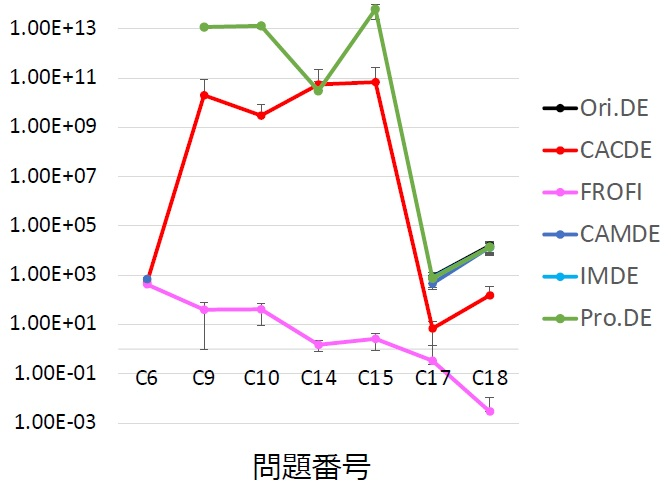 1.00E+13
1.00E+11
1.00E+09
1.00E+07
1.00E+05
1.00E+03
1.00E+01
1.00E-01
1.00E-03
C6 C9 C10 C14 C15 C17 C18
問題番号
Ori.DE
CACDE
FROFI
CAMDE
IMDE
Pro.DE